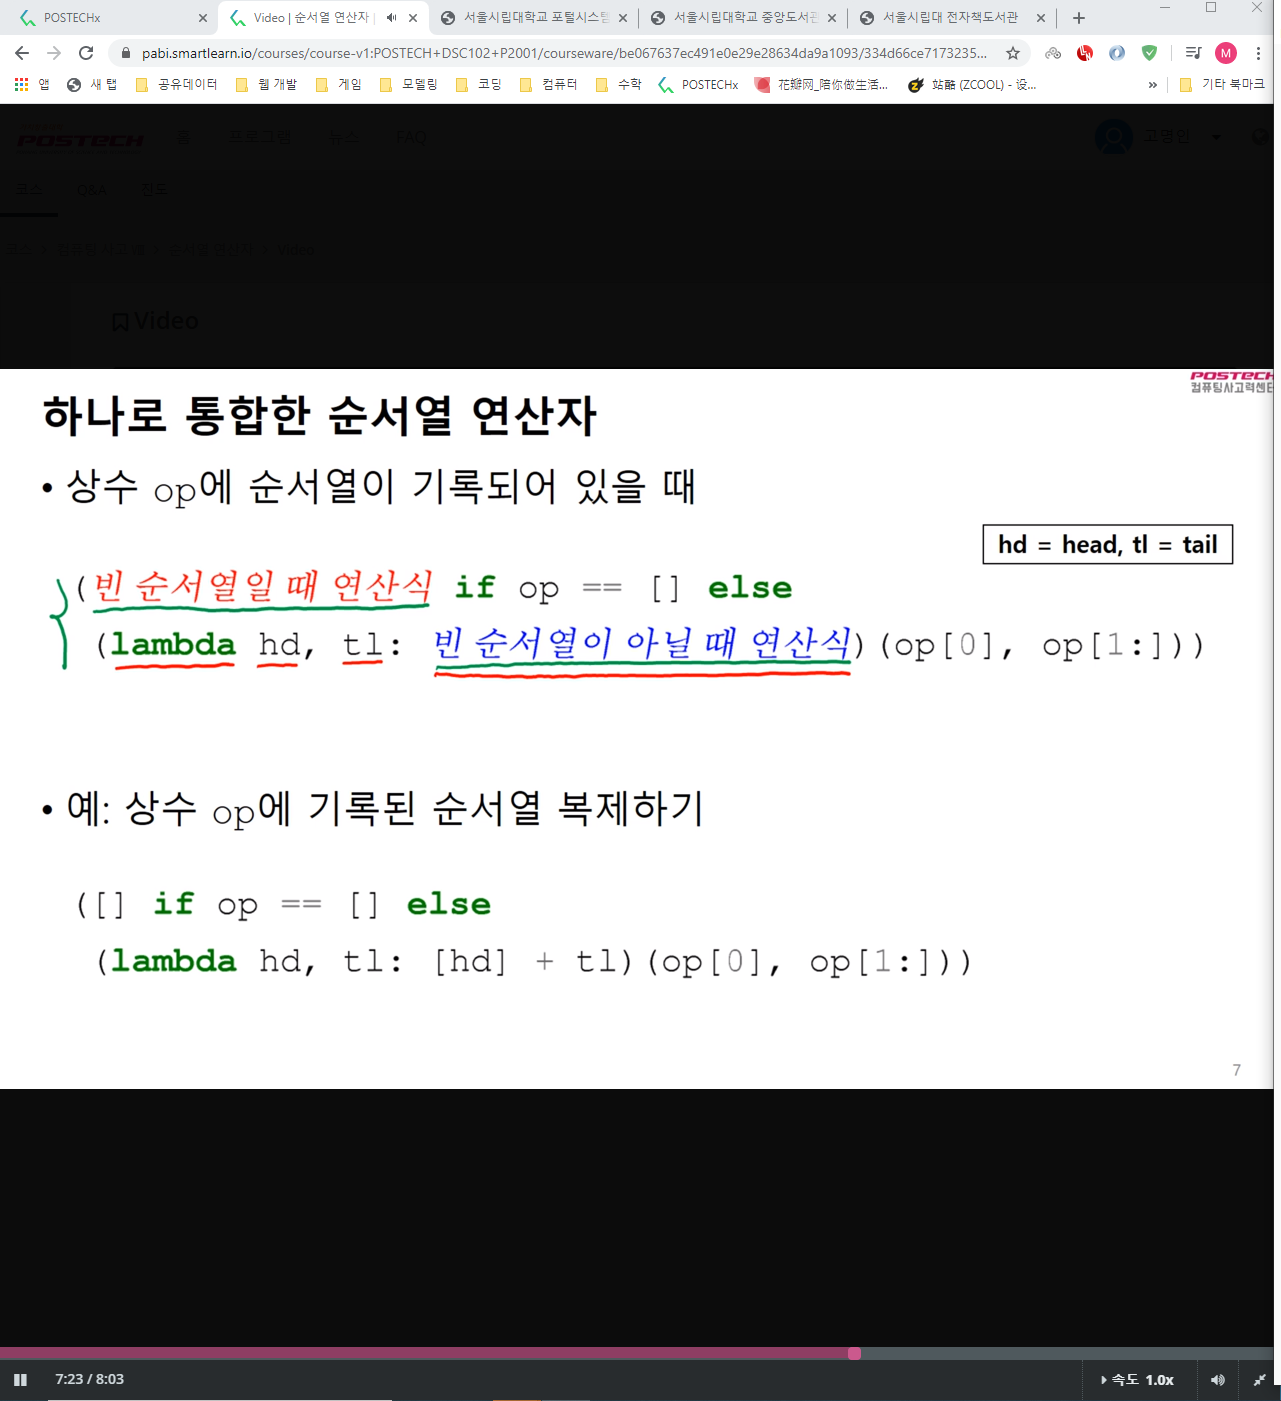 POSTECHx
Video | 순서열 연산자
서울시립대학교 포털시스템
서울시립대학교 중앙도서관
서울시립대 전자책도서관
pabi.smartlearn.io/courses/course-v1:POSTECH+DSC102+P2001/courseware/be067637ec491e0e29e28634da9a1093/334d66ce7173235...
M
앱 새 탭 공유데이터 웹 개발 게임 모델링 코딩 컴퓨터 수학 POSTECHx 花瓣网_陪你做生活... 站酷 (ZCOOL) - 设... » 기타 북마크
POSTECH 홈 프로그램 뉴스 FAQ 고명인
코스 Q&A 진도
Video
Video
POSTECH
컴퓨팅사고력센터
하나로 통합한 순서열 연산자
• 상수 op에 순서열이 기록되어 있을 때
hd = head, tl = tail
(빈 순서열일 때 연산식 if op == [] else
(lambda hd, tl: 빈 순서열이 아닐 때 연산식)(op[0], op[1:]))
• 예: 상수 op에 기록된 순서열 복제하기
([] if op == [] else
(lambda hd, tl: [hd] + tl)(op[0], op[1:]))
7
7:23 / 8:03
속도 1.0x